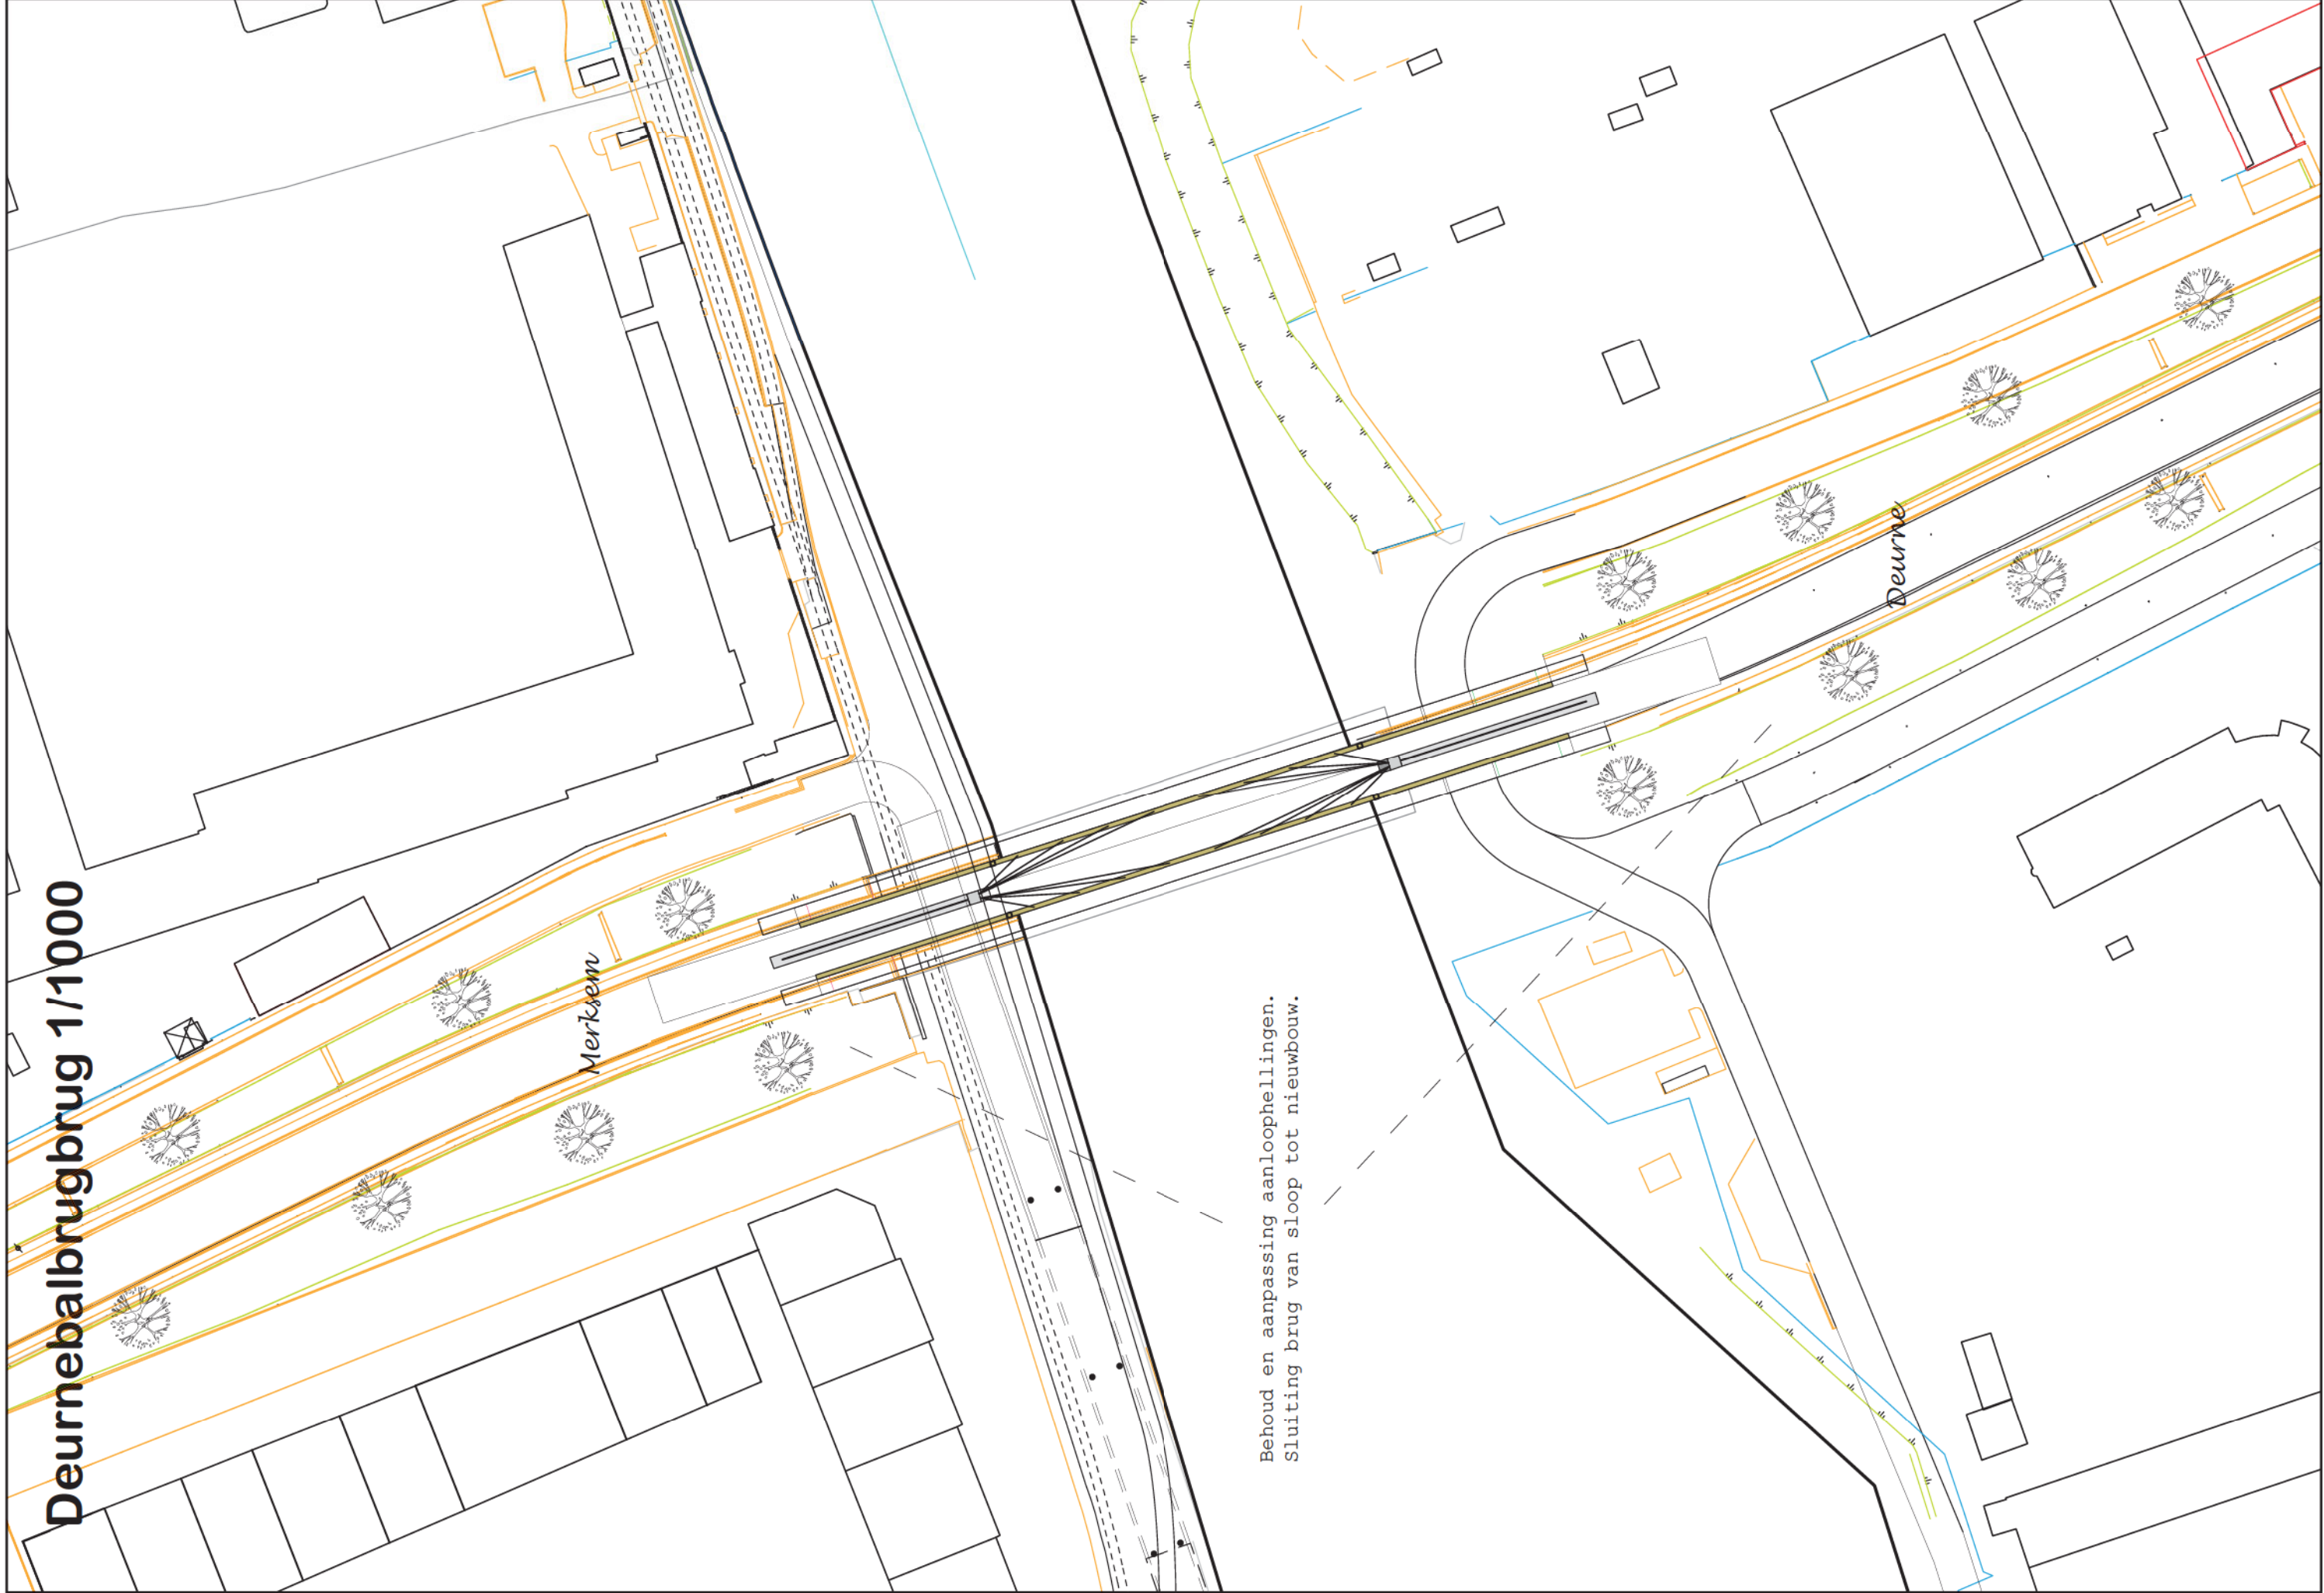 Deurnebalbrugbrug 1/1000
Merksem
Behoud en aanpassing aanloophellingen.
Sluiting brug van sloop tot nieuwbouw.
Deurne